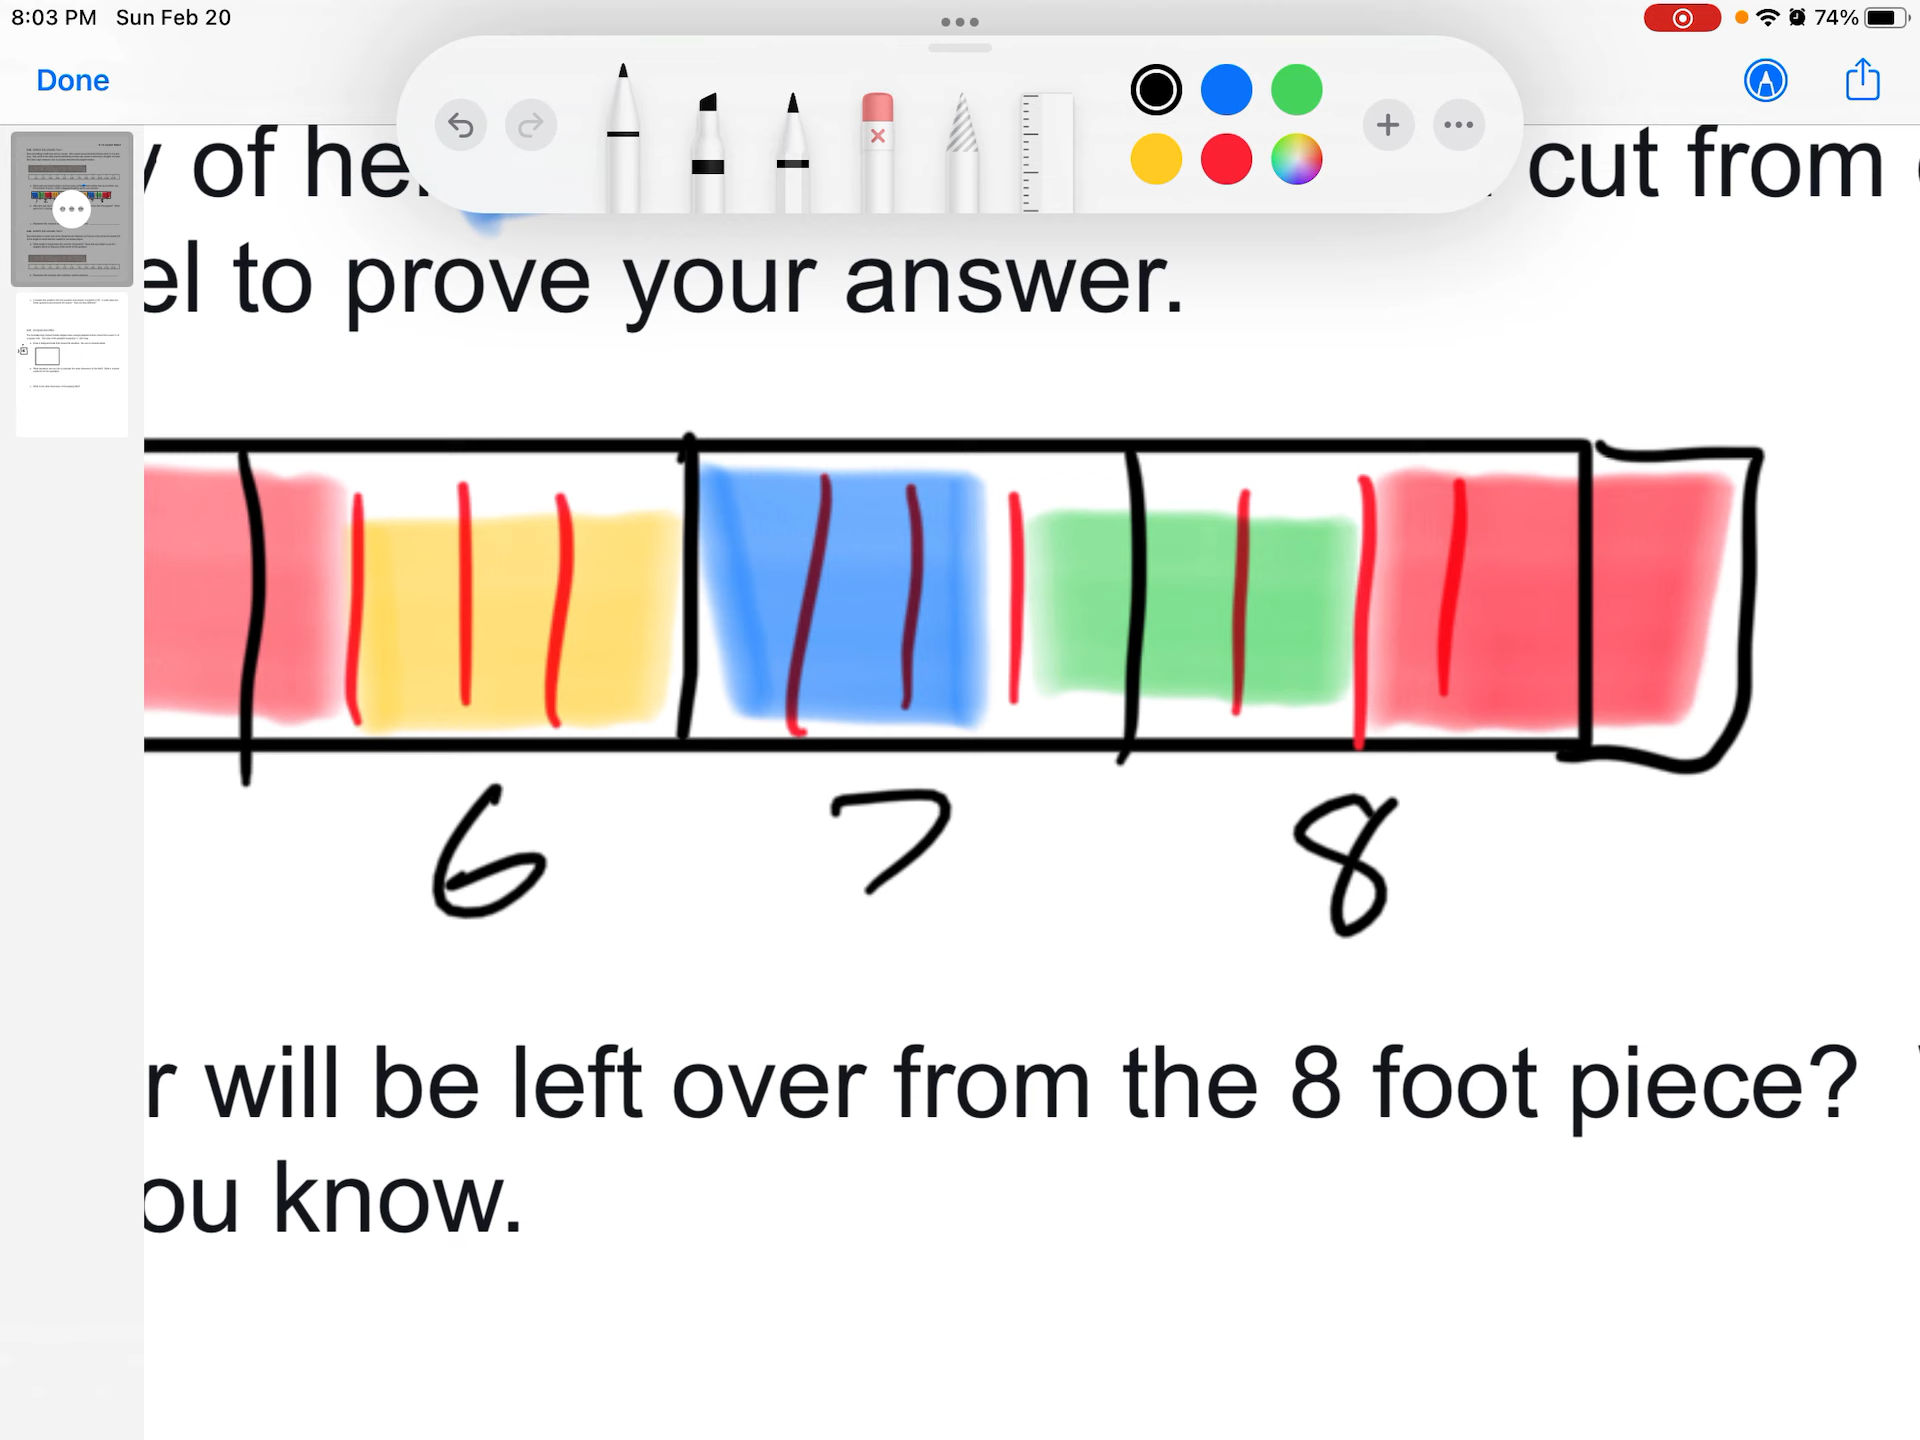 8:03 PM Sun Feb 20
74%
Done
y of he
cut from
el to prove your answer.
6 7 8
r will be left over from the 8 foot piece?
ou know.